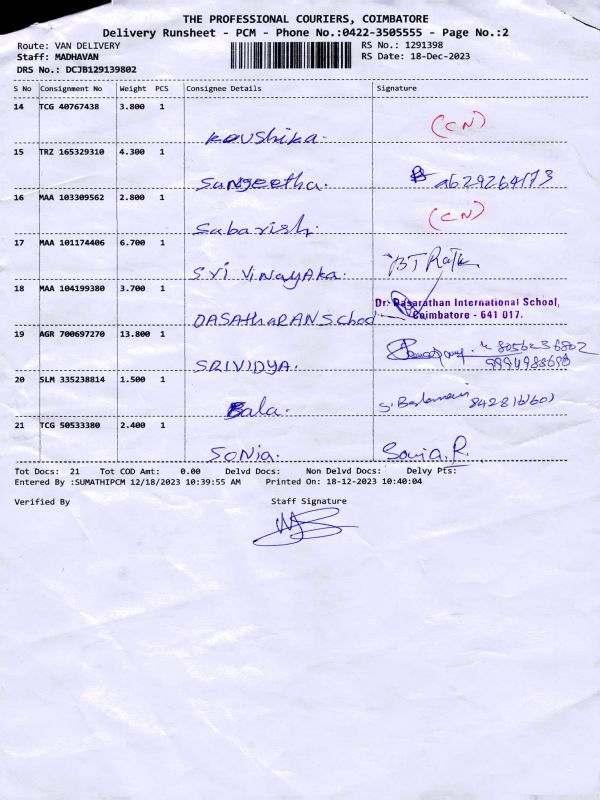 THE PROFESSIONAL COURIERS, COIMBATORE
Delivery Runsheet - PCM - Phone No.:0422-3505555 - Page No.:2
Route: VAN DELIVERY RS No.: 1291398
Staff: MADHAVAN RS Date: 18-Dec-2023
DRS No.: DCJB129139802
S No Consignment No Weight PCS Consignee Details Signature
14 TCG 40767438 3.800 1
Koushika. (CN)
15 TRZ 165329310 4.300 1
Sangeetha.
16 MAA 103309562 2.800 1 (CN)
Sabarish.
17 MAA 101174406 6.700 1
SRI VINAYAKA.
18 MAA 104199380 3.700 1
Dr. Dasarathan International School,
Coimbatore - 641 017.
DASAthaRAN School
19 AGR 700697270 13.800 1 8056236802
SRIVIDYA.
20 SLM 335238814 1.500 1
Bala.
21 TCG 50533380 2.400 1
Sonia. Sonia.R.
Tot Docs: 21 Tot COD Amt: 0.00 Delvd Docs: Non Delvd Docs: Delvy Pts:
Entered By :SUMATHIPCM 12/18/2023 10:39:55 AM Printed On: 18-12-2023 10:40:04
Verified By Staff Signature